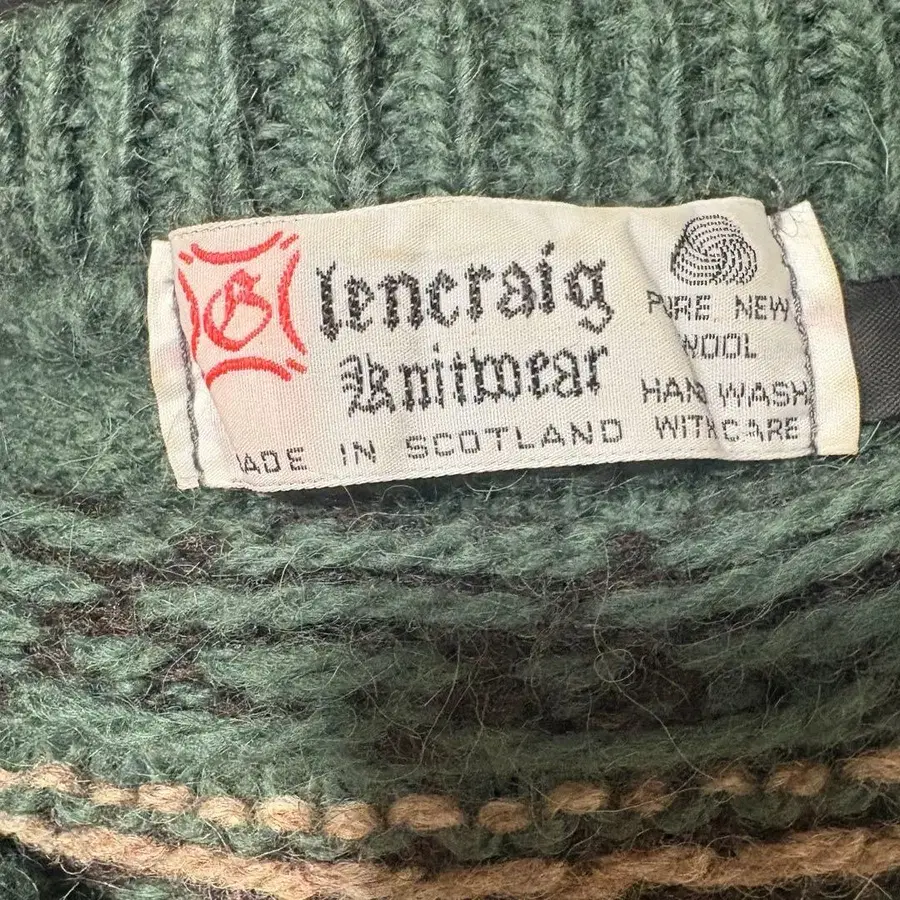 Glencraig
Knitwear
MADE IN SCOTLAND
PURE NEW
WOOL
HAND WASH
WITH CARE